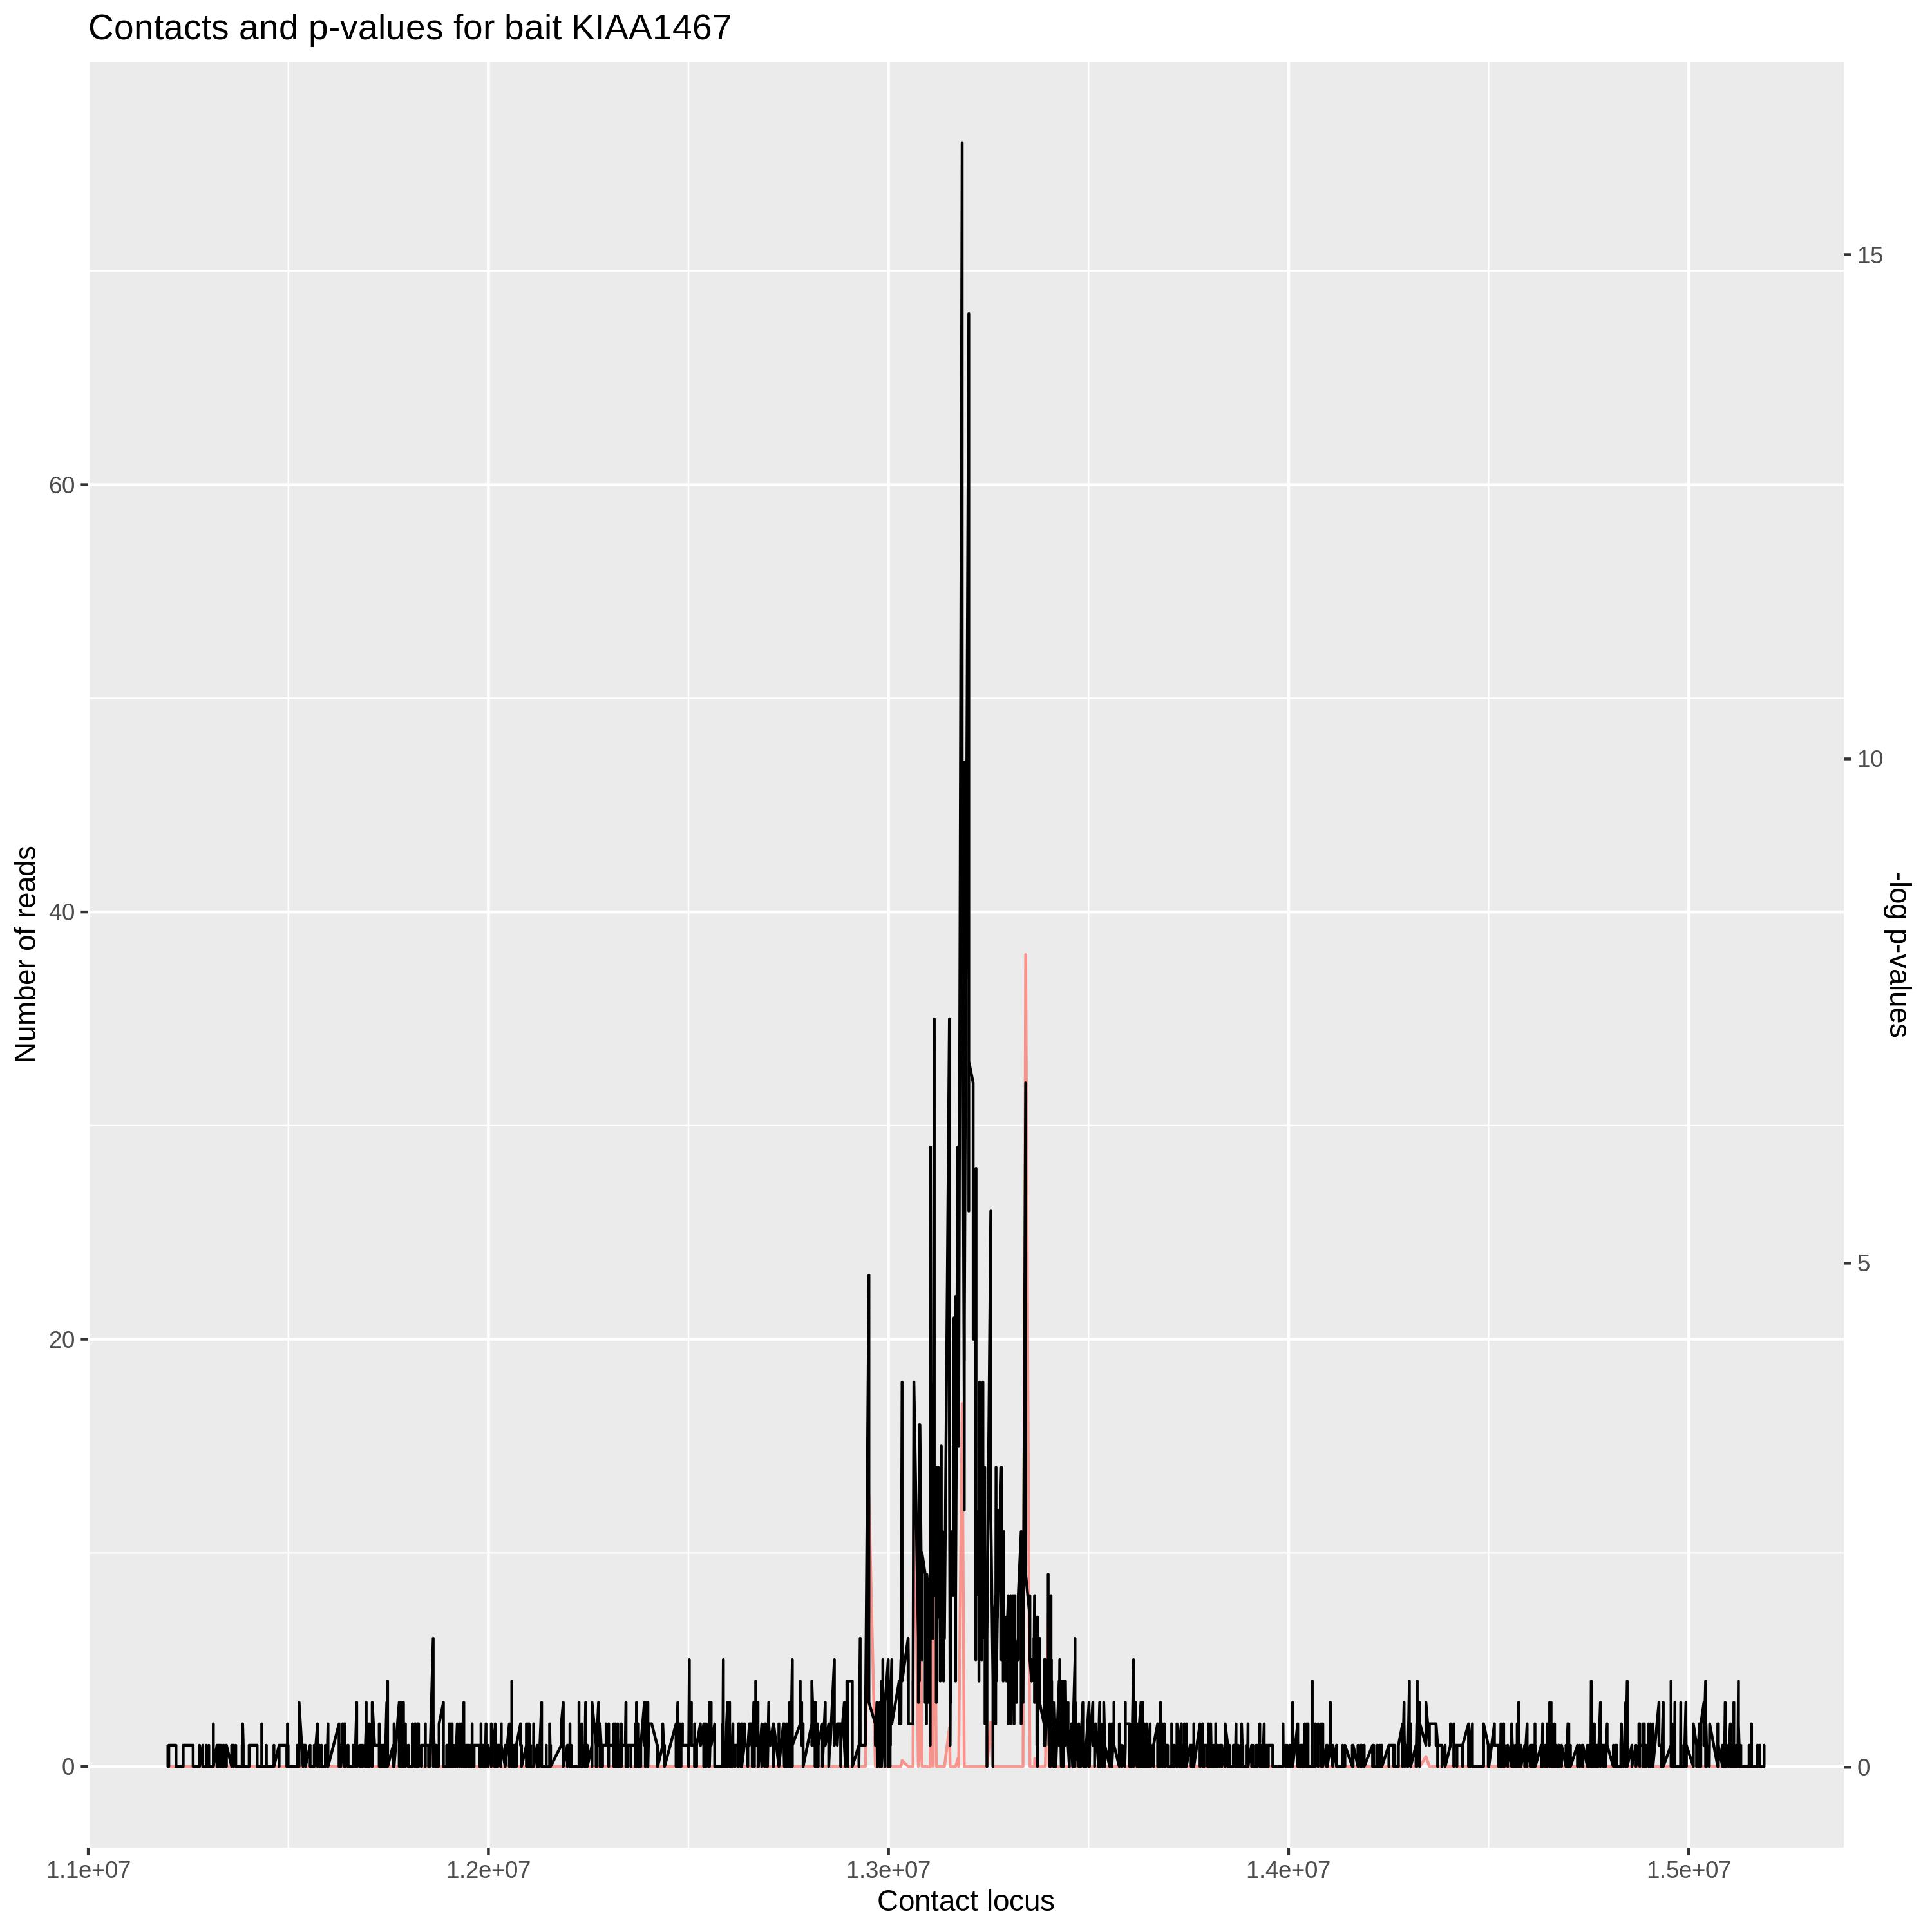 Contacts and p-values for bait KIAA1467
60
40
20
0
15
10
5
0
1.1e+07
1.2e+07
1.3e+07
1.4e+07
1.5e+07
Number of reads
-log p-values
Contact locus